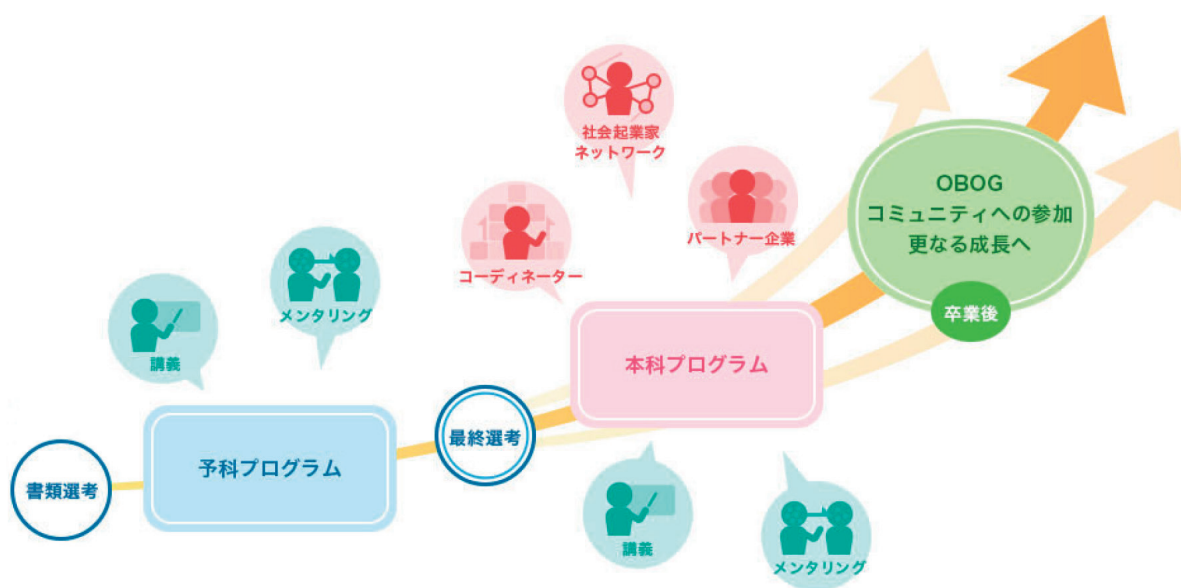 書類選考
予科プログラム
講義
メンタリング
最終選考
本科プログラム
コーディネーター
社会起業家
ネットワーク
パートナー企業
講義
メンタリング
OBOG
コミュニティへの参加
更なる成長へ
卒業後